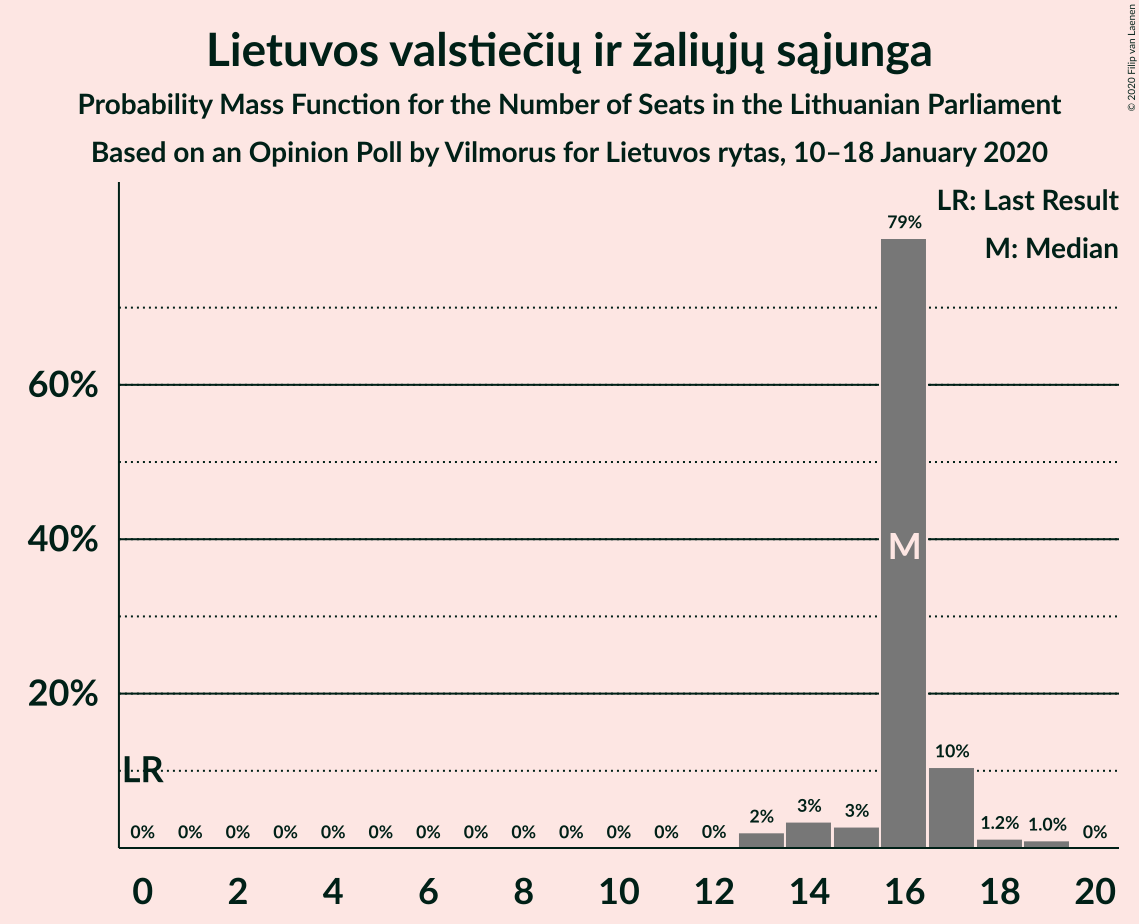 Lietuvos valstiečių ir žaliųjų sąjunga
Probability Mass Function for the Number of Seats in the Lithuanian Parliament
Based on an Opinion Poll by Vilmorus for Lietuvos rytas, 10–18 January 2020
© 2020 Filip van Laenen
LR: Last Result
M: Median
79%
60%
40%
M
20%
10%
LR
0% 0% 0% 0% 0% 0% 0% 0% 0% 0% 0% 0% 0% 2% 3% 3% 1.2% 1.0% 0%
0 2 4 6 8 10 12 14 16 18 20